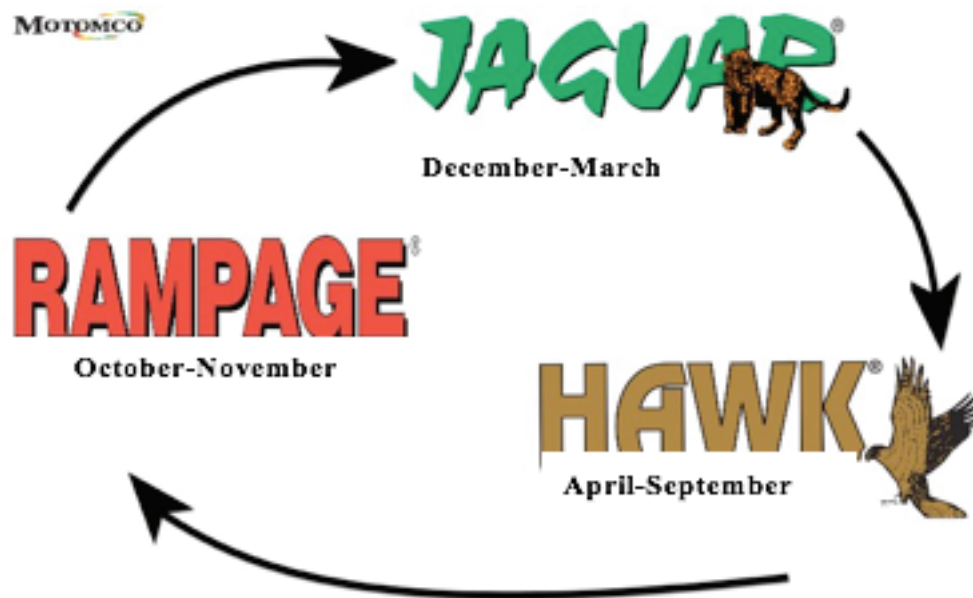 MOTOMCO
JAGUAR®
December-March
RAMPAGE®
October-November
HAWK®
April-September